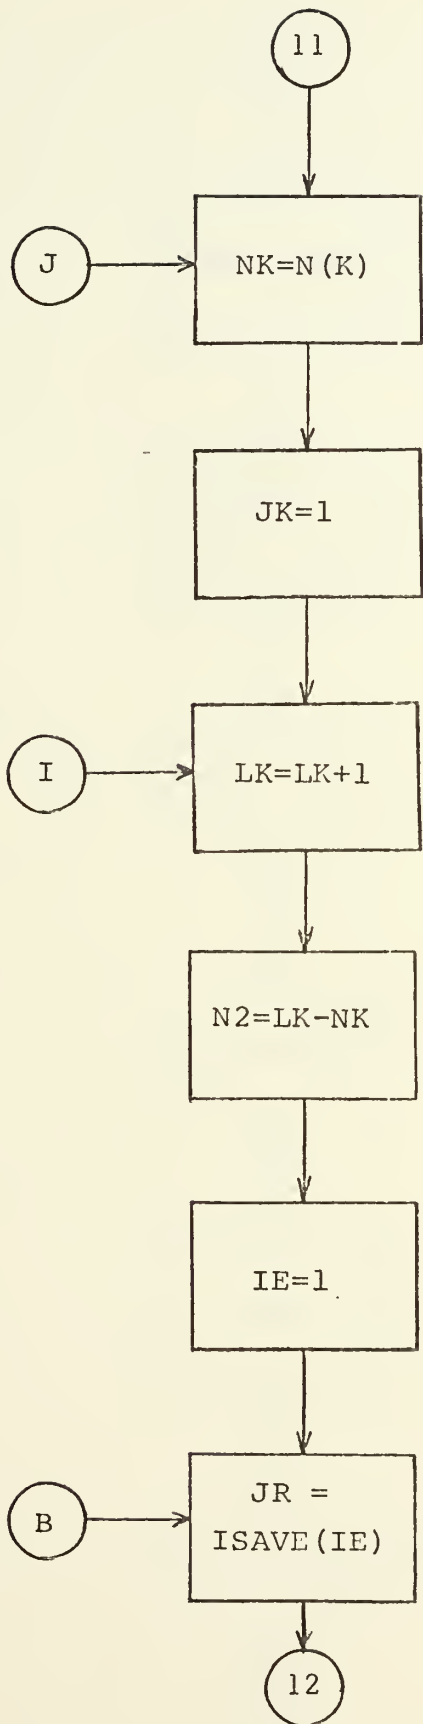 11
J
NK=N(K)
JK=1
I
LK=LK+1
N2=LK-NK
IE=1
B
JR =
ISAVE(IE)
12